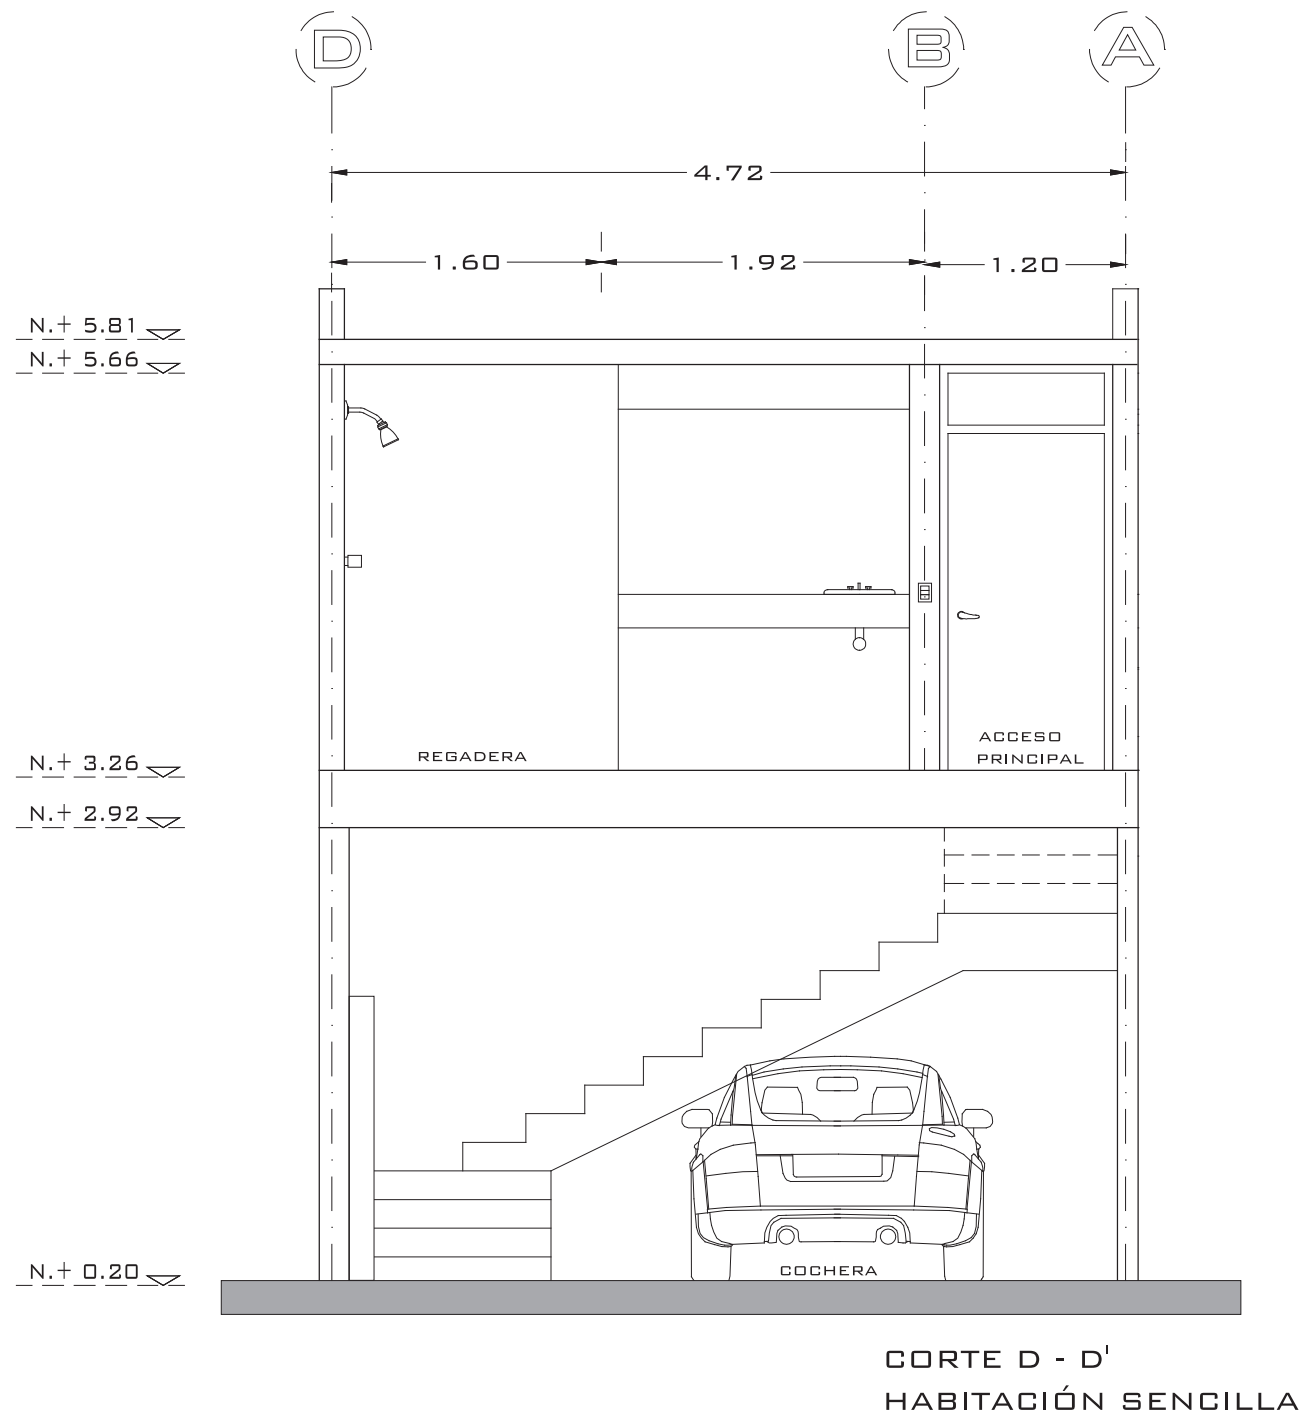 D
B
A
4.72
1.60
1.92
1.20
N.+ 5.81
N.+ 5.66
REGADERA
ACCESO
PRINCIPAL
N.+ 3.26
N.+ 2.92
COCHERA
N.+ 0.20
CORTE D - D'
HABITACIÓN SENCILLA